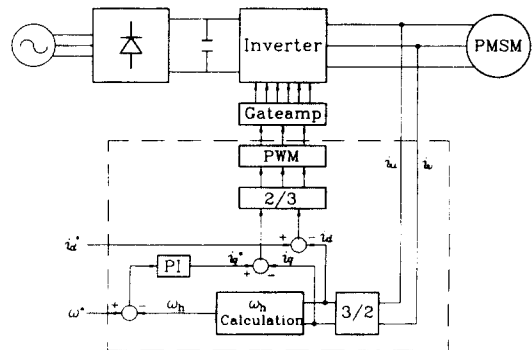 Inverter
PMSM
Gateamp
PWM
2/3
i_u
i_v
i_d*
+
−
i_d
PI
i_q*
+
−
i_q
ω*
+
−
ω_h
ω_h
Calculation
3/2